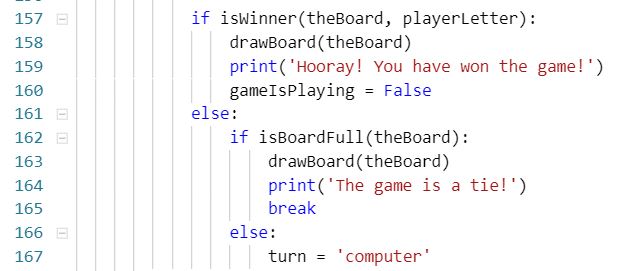 157 if isWinner(theBoard, playerLetter):
158 drawBoard(theBoard)
159 print('Hooray! You have won the game!')
160 gameIsPlaying = False
161 else:
162 if isBoardFull(theBoard):
163 drawBoard(theBoard)
164 print('The game is a tie!')
165 break
166 else:
167 turn = 'computer'